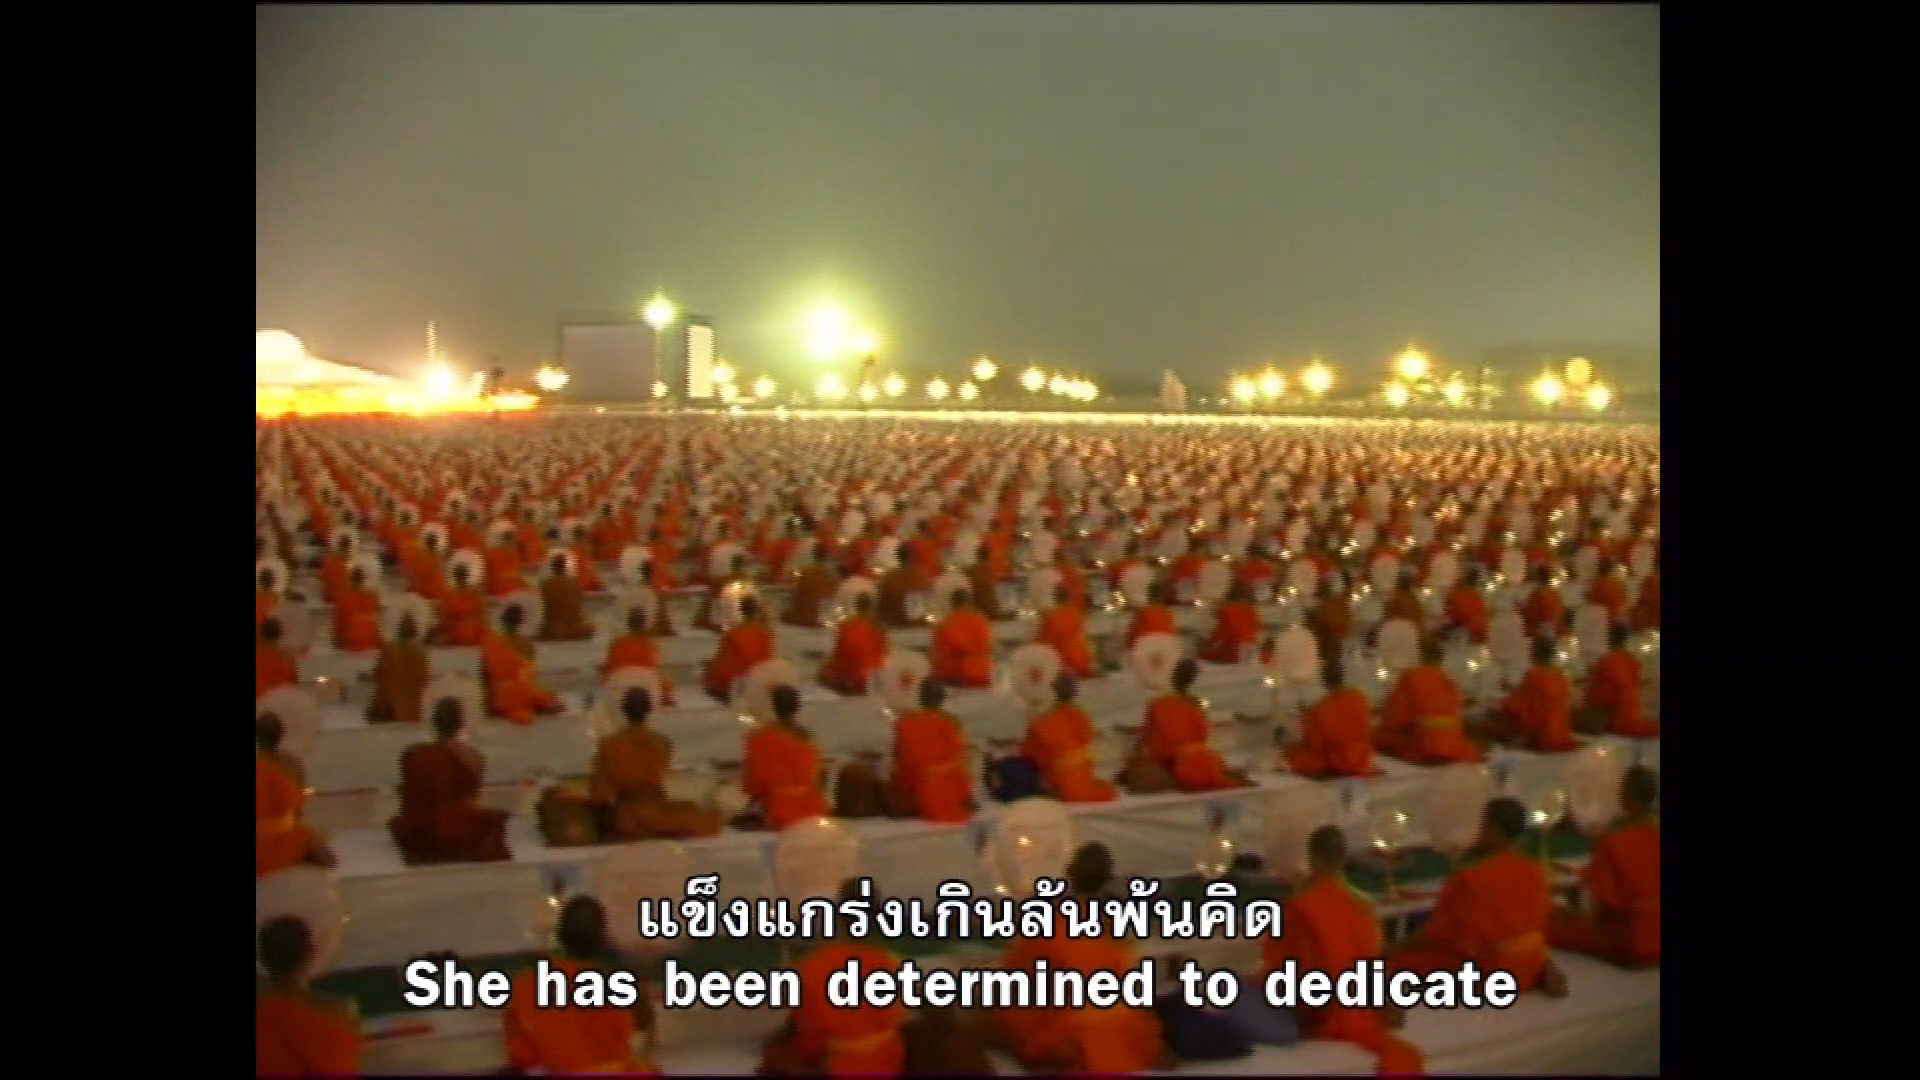 แข็งแกร่งเกินล้นพ้นคิด
She has been determined to dedicate